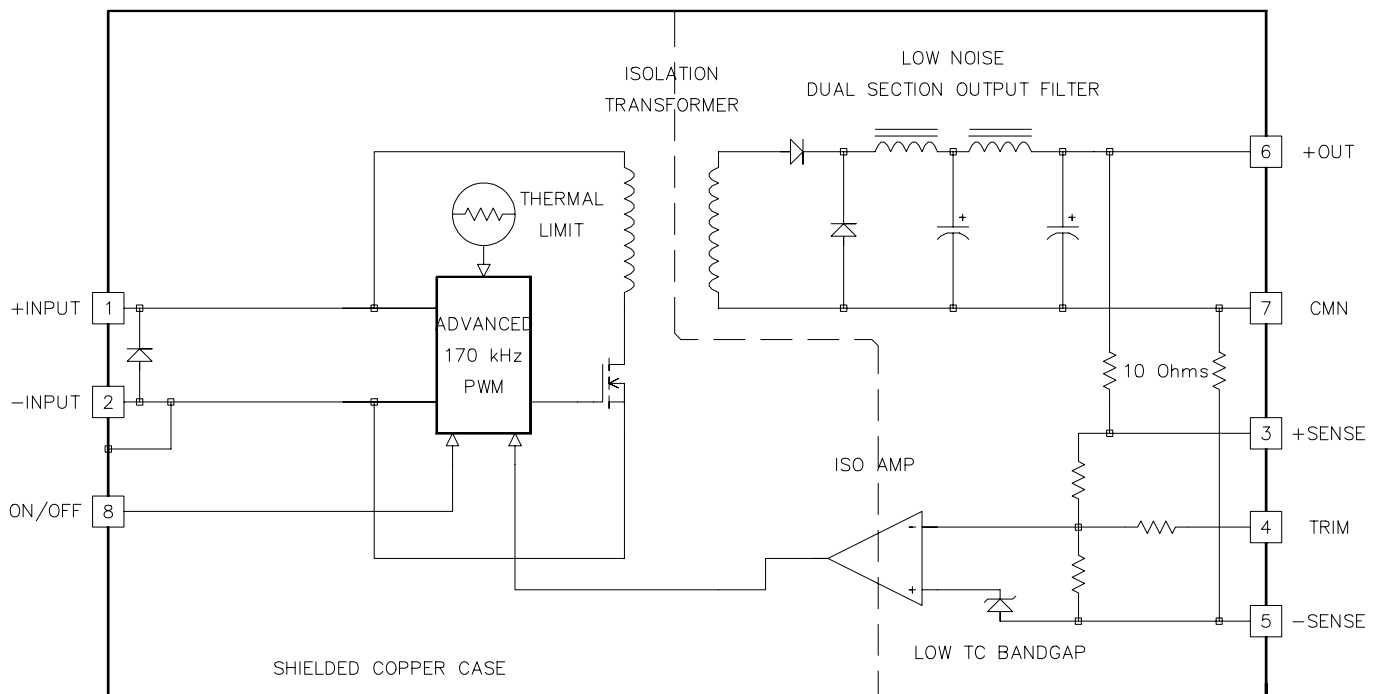 LOW NOISE
DUAL SECTION OUTPUT FILTER
ISOLATION
TRANSFORMER
6 +OUT
THERMAL
LIMIT
+INPUT 1
ADVANCED
170 kHz
PWM
7 CMN
-INPUT 2
10 Ohms
3 +SENSE
ISO AMP
ON/OFF 8
-
4 TRIM
+
5 -SENSE
LOW TC BANDGAP
SHIELDED COPPER CASE
+
+